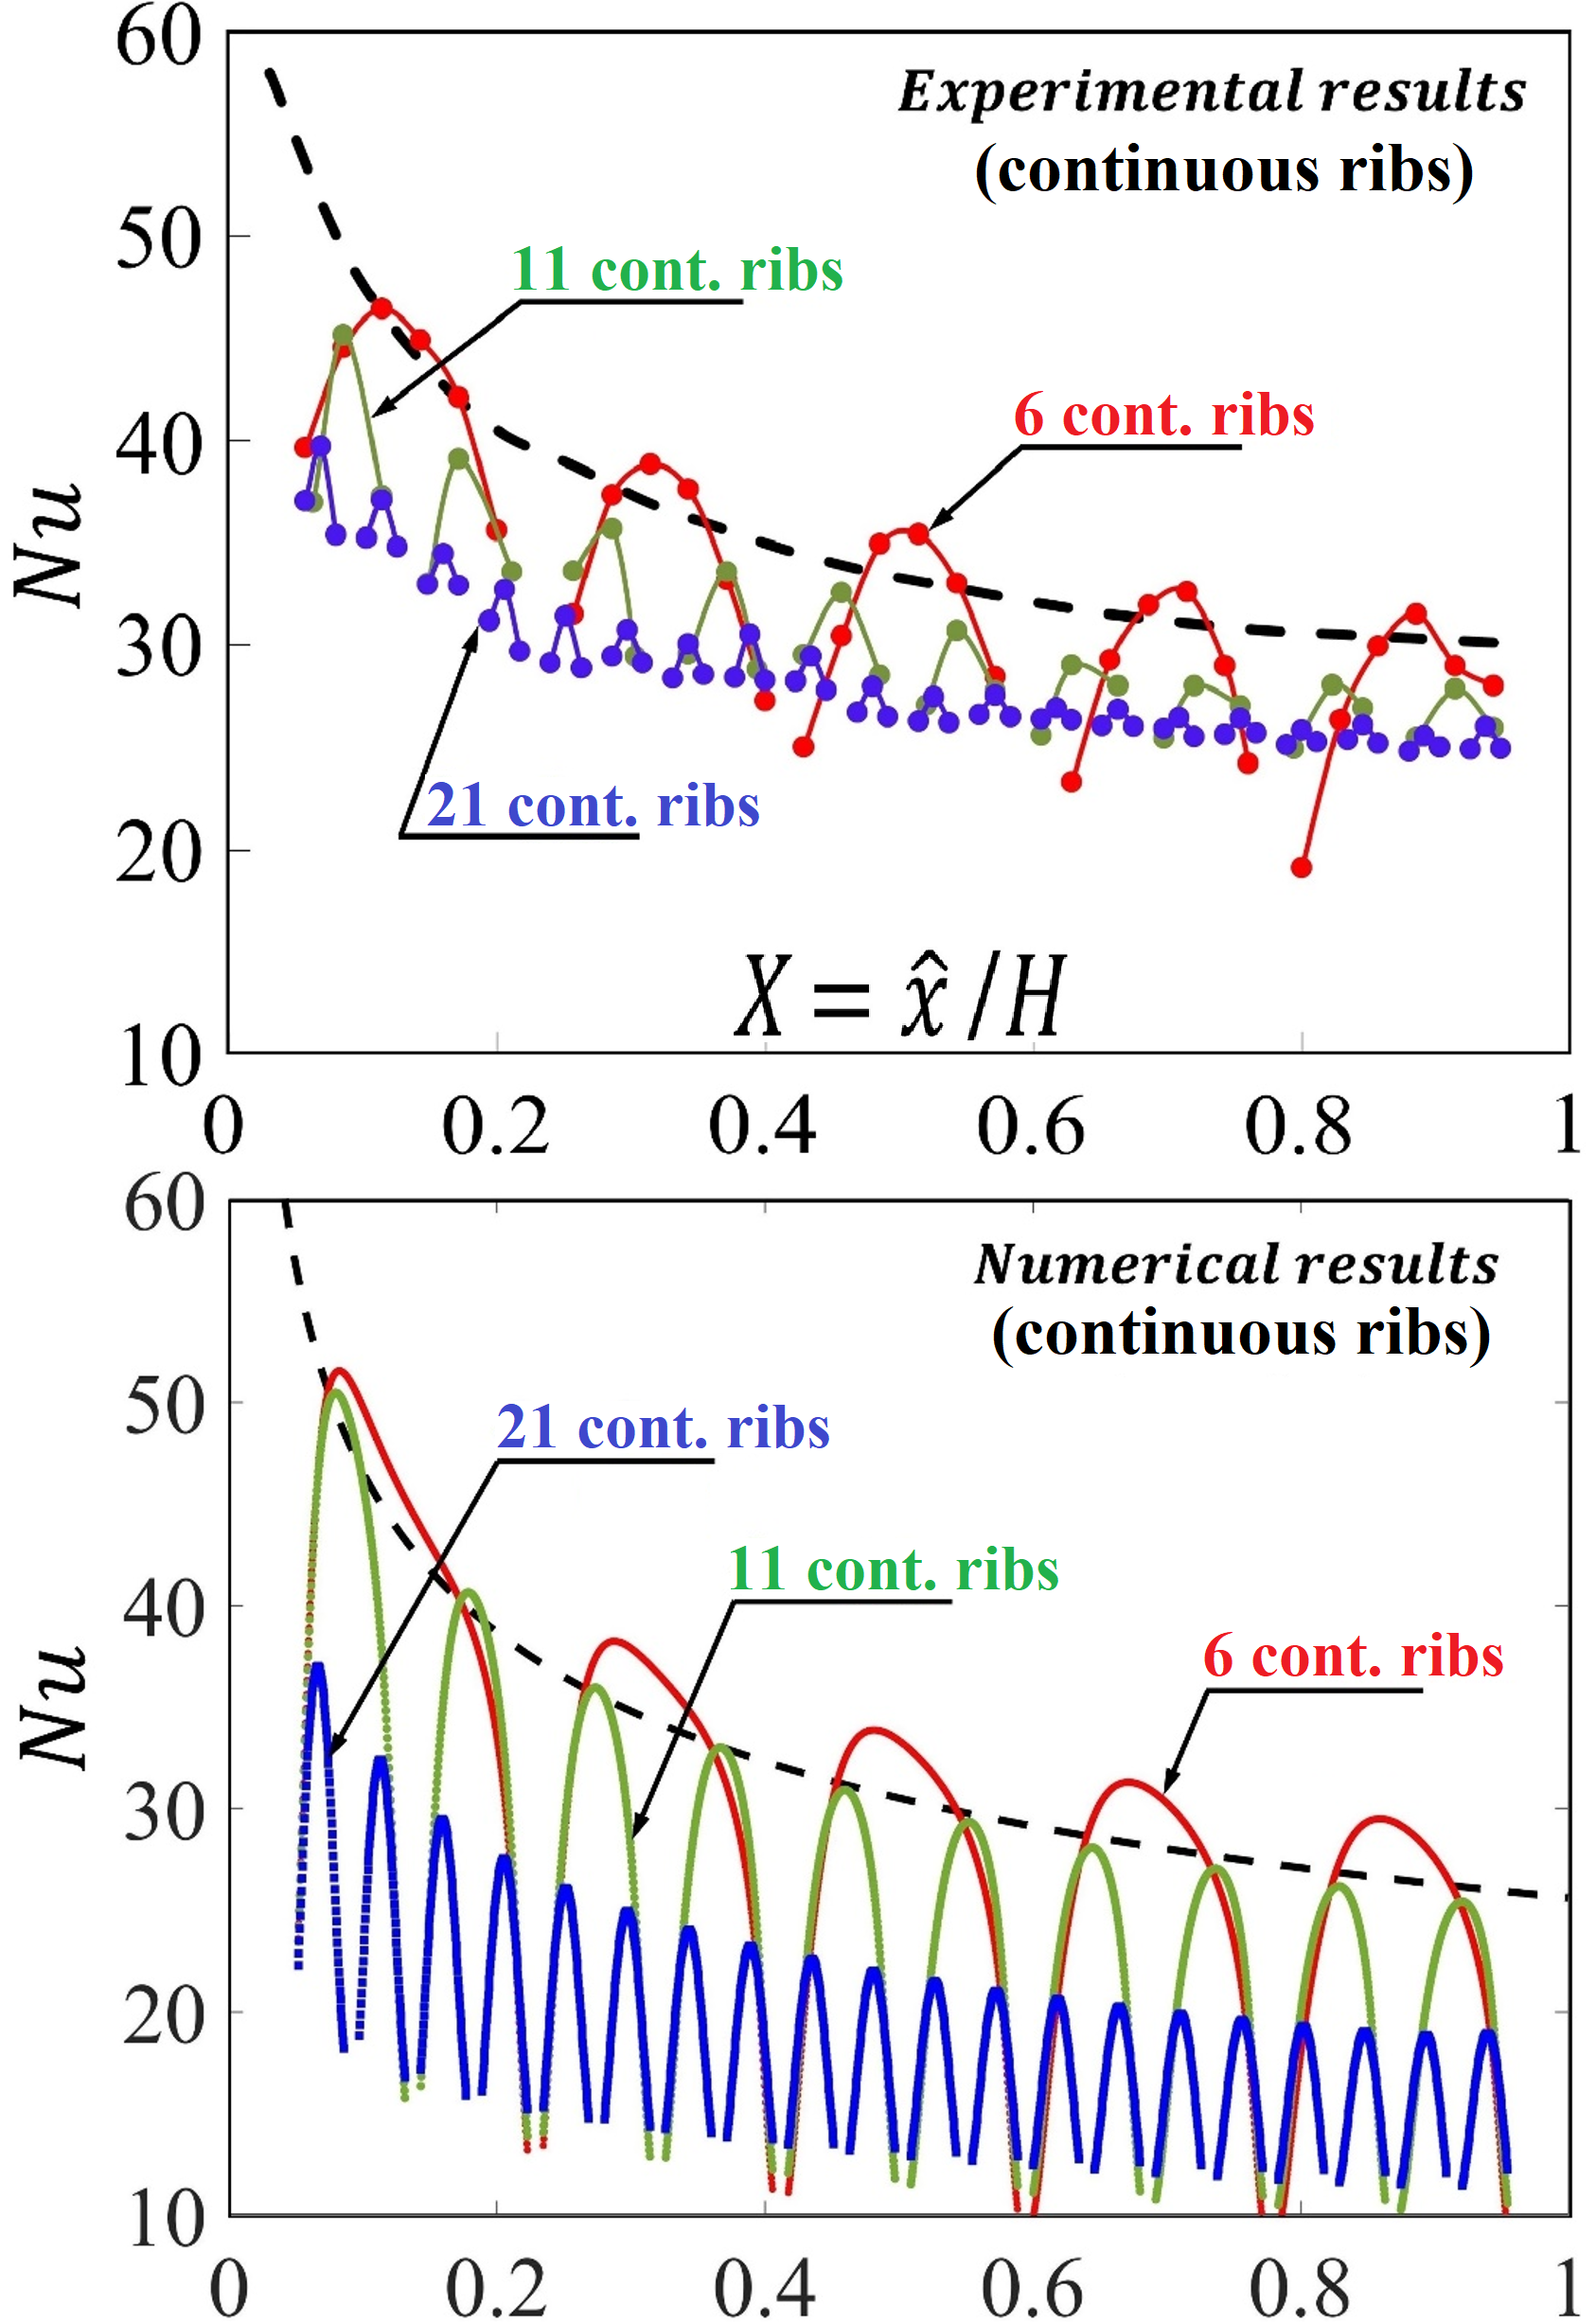 60
Experimental results
(continuous ribs)
50
11 cont. ribs
40
6 cont. ribs
Nu
30
21 cont. ribs
20
X = x̂ /H
10
0 0.2 0.4 0.6 0.8 1
60
Numerical results
(continuous ribs)
50
21 cont. ribs
11 cont. ribs
40
6 cont. ribs
Nu
30
20
10
0 0.2 0.4 0.6 0.8 1